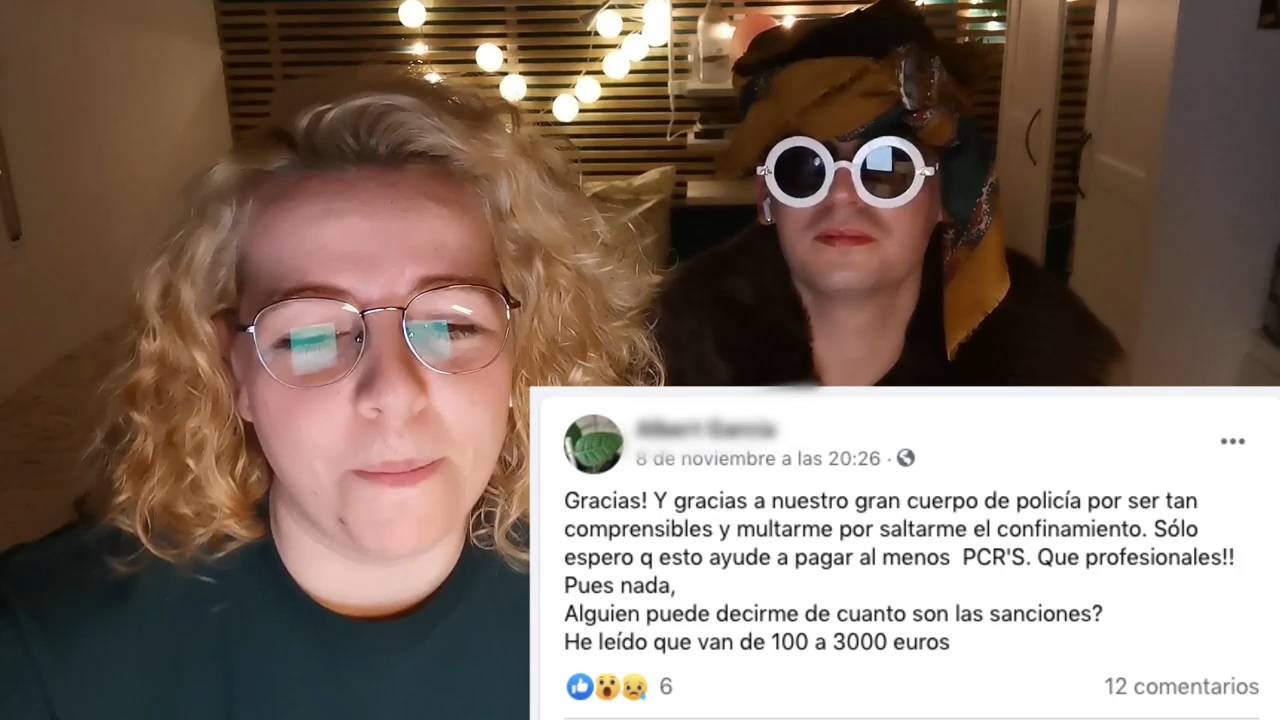 8 de noviembre a las 20:26 ·
Gracias! Y gracias a nuestro gran cuerpo de policía por ser tan
comprensibles y multarme por saltarme el confinamiento. Sólo
espero q esto ayude a pagar al menos  PCR'S. Que profesionales!!
Pues nada,
Alguien puede decirme de cuanto son las sanciones?
He leído que van de 100 a 3000 euros
6
12 comentarios